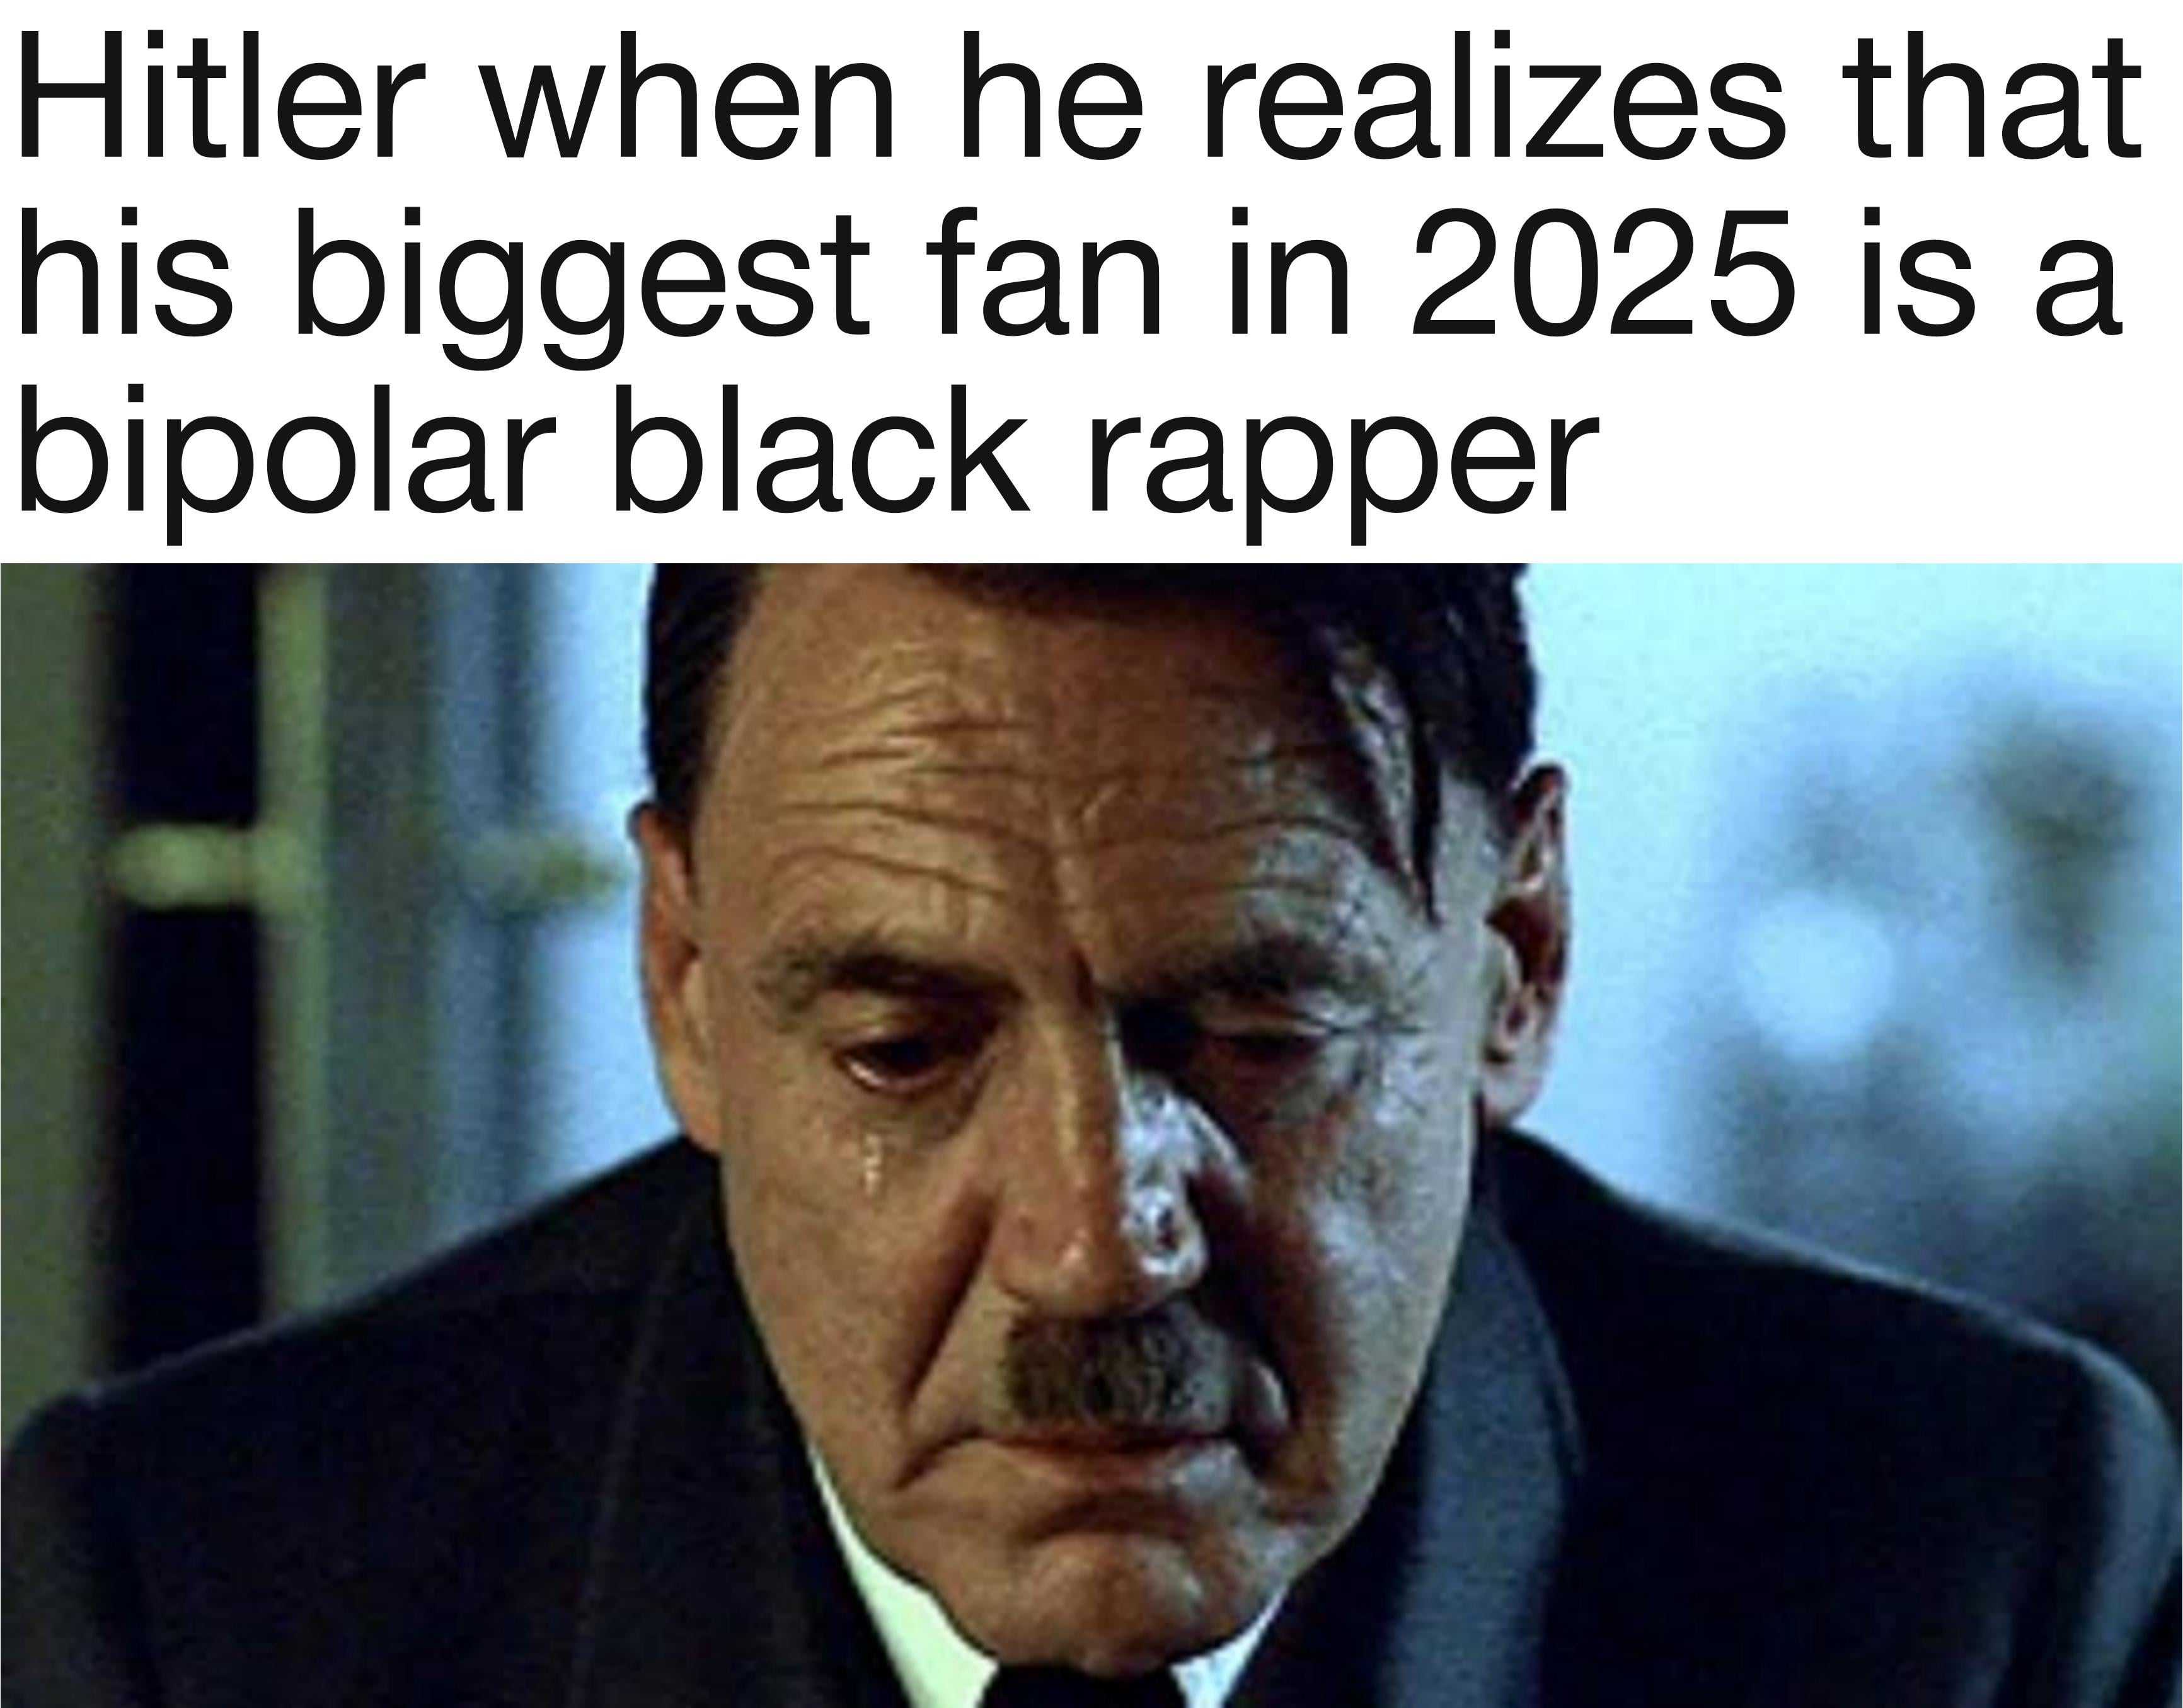 Hitler when he realizes that
his biggest fan in 2025 is a
bipolar black rapper